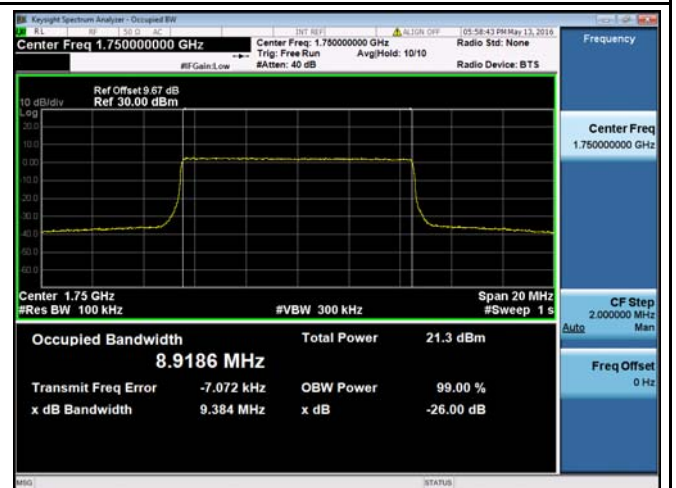 Keysight Spectrum Analyzer - Occupied BW
RL RF 50 Ω AC INT REF ALIGN OFF 05:58:43 PM May 13, 2016
Center Freq 1.750000000 GHz
Center Freq: 1.750000000 GHz
Radio Std: None
Trig: Free Run Avg|Hold: 10/10
#IFGain:Low
#Atten: 40 dB
Radio Device: BTS
Frequency
Ref Offset 9.67 dB
10 dB/div Ref 30.00 dBm
Log
20.0
10.0
0.00
10.0
20.0
30.0
40.0
50.0
60.0
Center Freq
1.750000000 GHz
Center 1.75 GHz
Span 20 MHz
#Res BW 100 kHz
#VBW 300 kHz
#Sweep 1 s
CF Step
2.000000 MHz
Auto Man
Occupied Bandwidth
8.9186 MHz
Total Power 21.3 dBm
Transmit Freq Error -7.072 kHz
OBW Power 99.00 %
x dB Bandwidth 9.384 MHz
x dB -26.00 dB
Freq Offset
0 Hz
MSG
STATUS